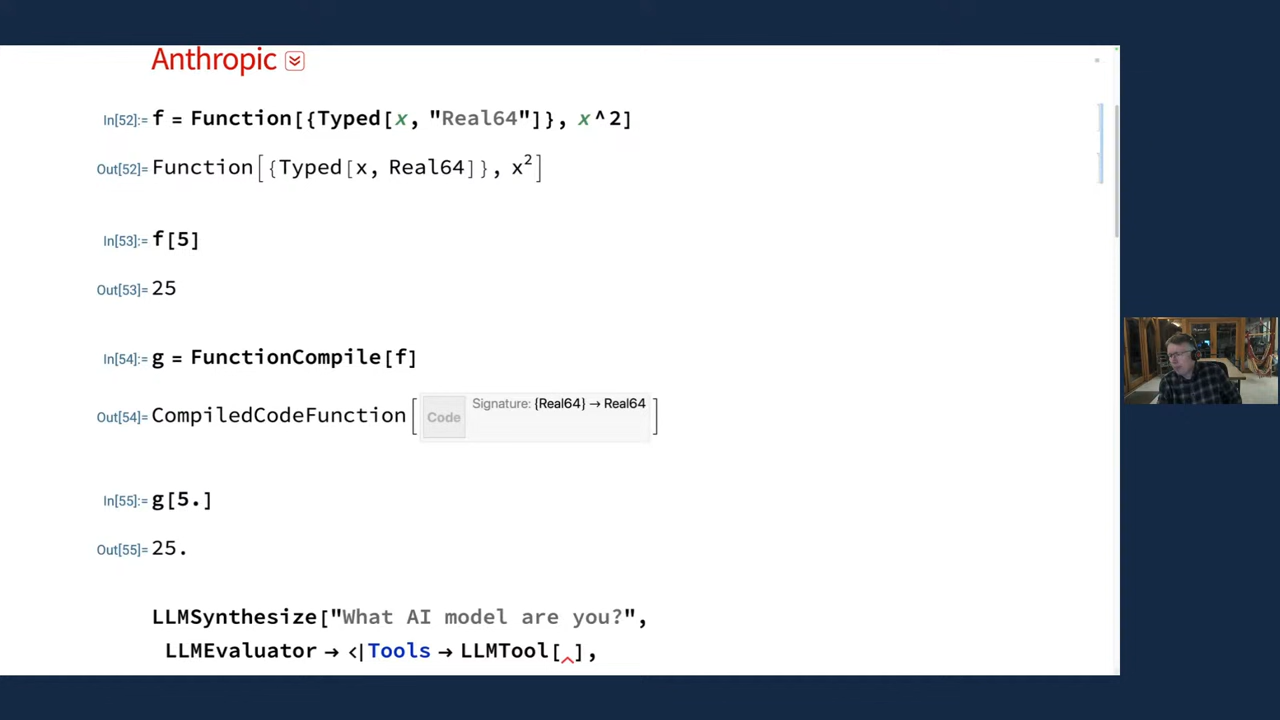 Anthropic
In[52]:= f = Function[{Typed[x, "Real64"]}, x^2]
Out[52]= Function[{Typed[x, Real64]}, x²]
In[53]:= f[5]
Out[53]= 25
In[54]:= g = FunctionCompile[f]
Out[54]= CompiledCodeFunction[ Code Signature: {Real64} → Real64 ]
In[55]:= g[5.]
Out[55]= 25.
LLMSynthesize["What AI model are you?",
LLMEvaluator → <|Tools → LLMTool[ ],